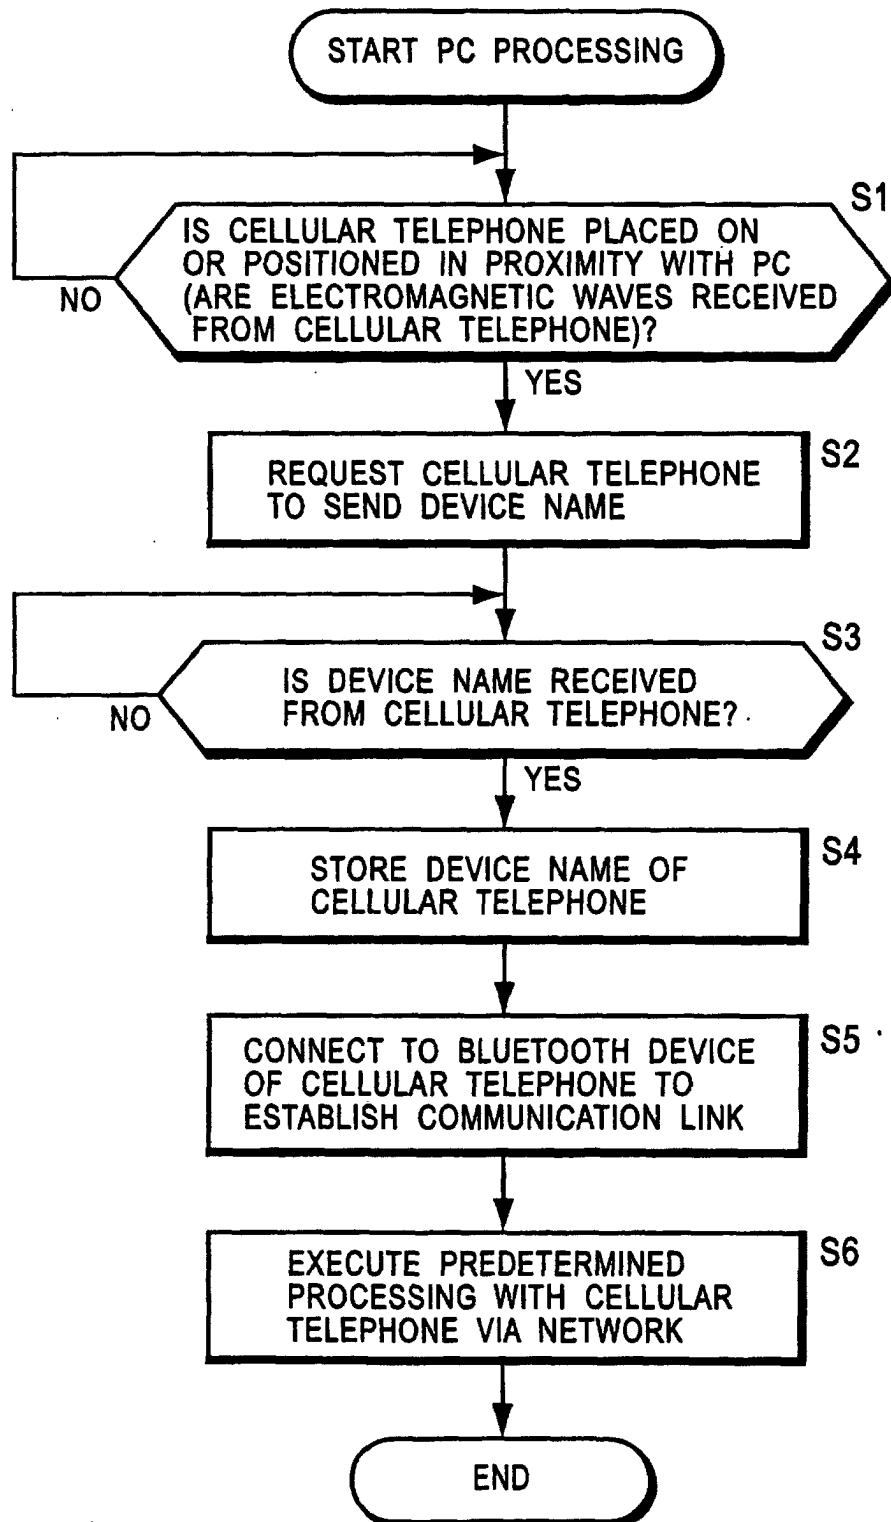 START PC PROCESSING
S1
IS CELLULAR TELEPHONE PLACED ON
OR POSITIONED IN PROXIMITY WITH PC
(ARE ELECTROMAGNETIC WAVES RECEIVED
FROM CELLULAR TELEPHONE)?
NO
YES
S2
REQUEST CELLULAR TELEPHONE
TO SEND DEVICE NAME
S3
IS DEVICE NAME RECEIVED
FROM CELLULAR TELEPHONE?
NO
YES
S4
STORE DEVICE NAME OF
CELLULAR TELEPHONE
S5
CONNECT TO BLUETOOTH DEVICE
OF CELLULAR TELEPHONE TO
ESTABLISH COMMUNICATION LINK
S6
EXECUTE PREDETERMINED
PROCESSING WITH CELLULAR
TELEPHONE VIA NETWORK
END